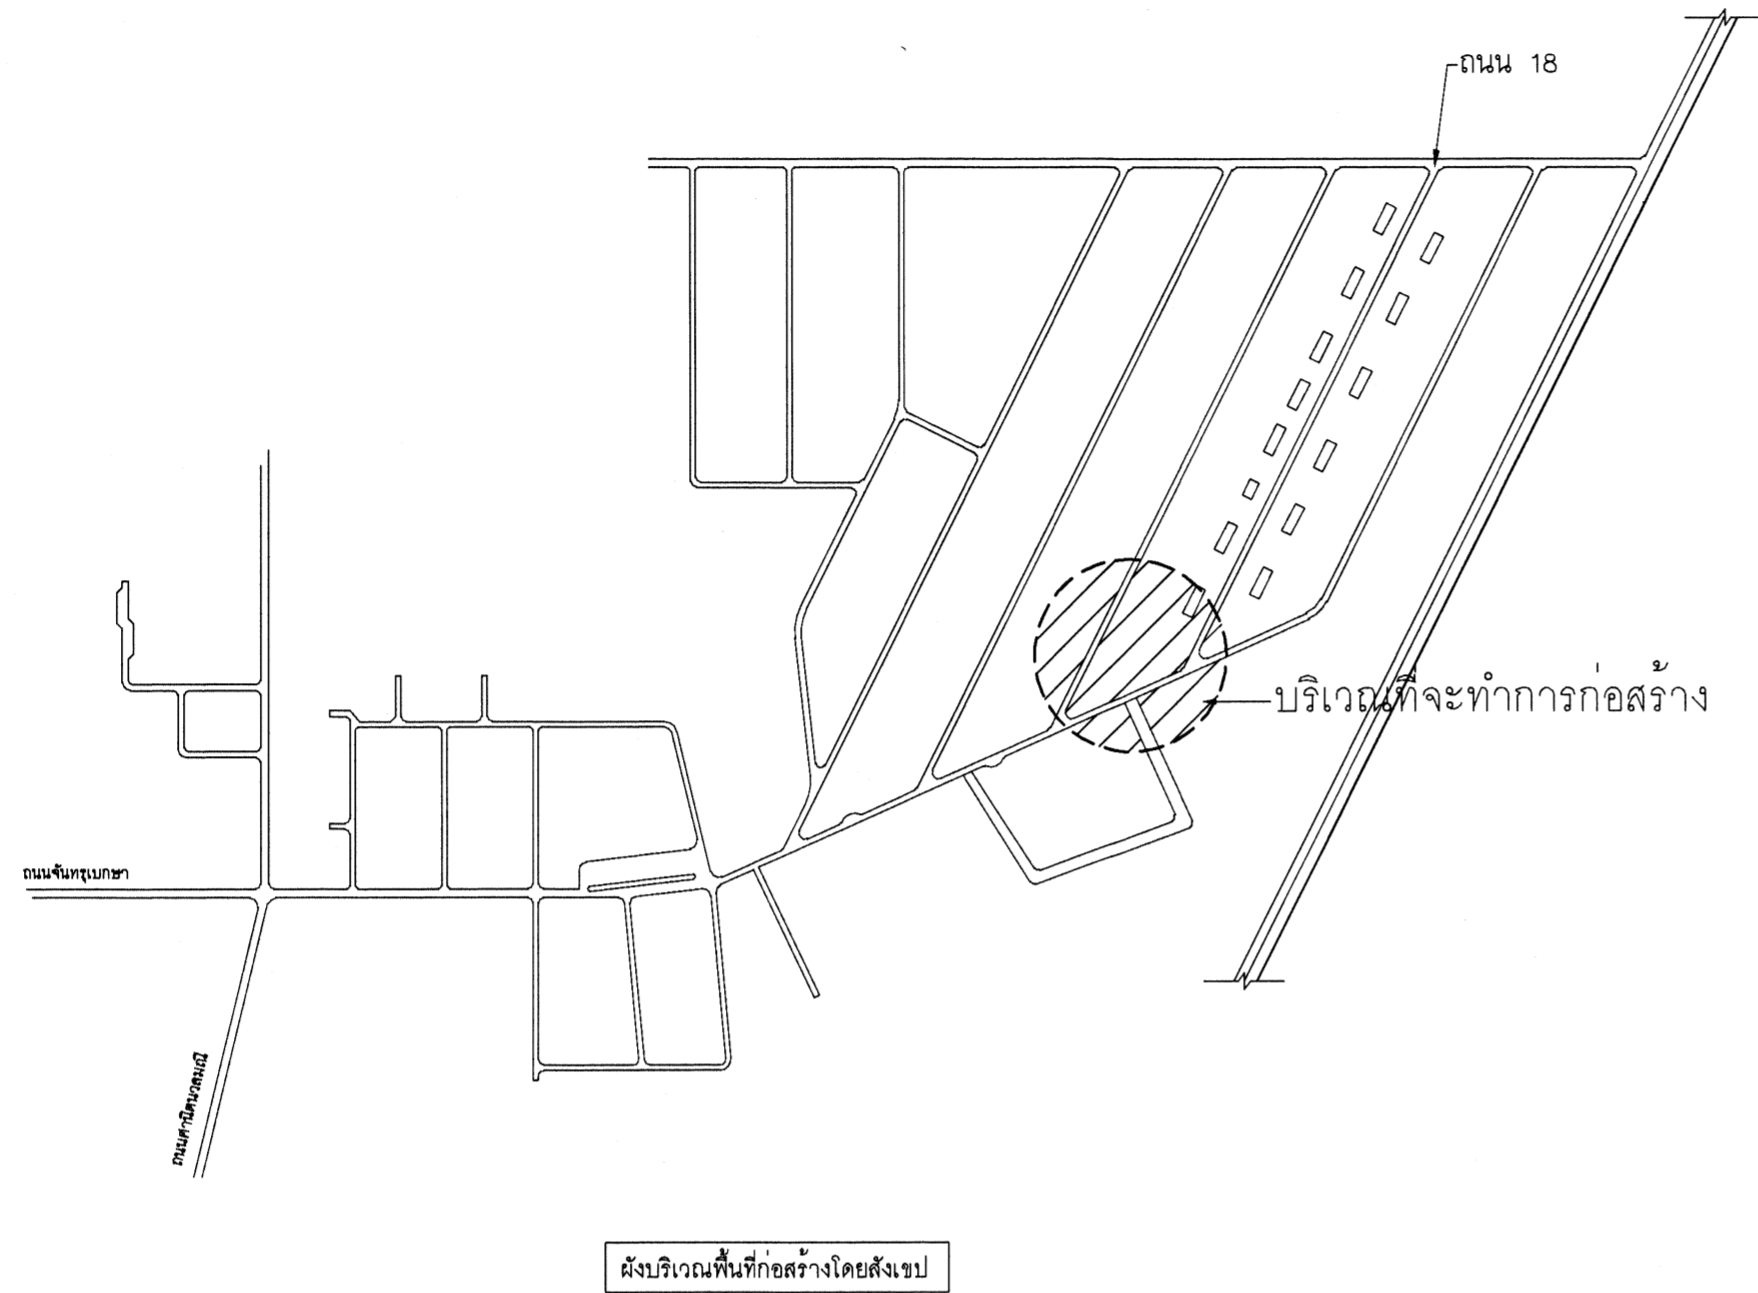 ถนน 18
บริเวณที่จะทำการก่อสร้าง
ถนนจันทรุเบกษา
ผังบริเวณพื้นที่ก่อสร้างโดยสังเขป